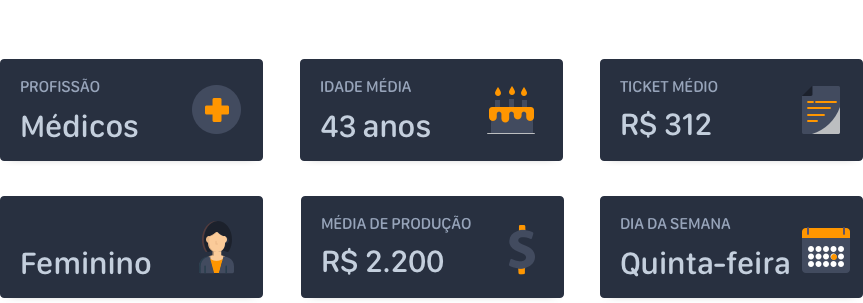 PROFISSÃO
Médicos
IDADE MÉDIA
43 anos
TICKET MÉDIO
R$ 312
Feminino
MÉDIA DE PRODUÇÃO
R$ 2.200
DIA DA SEMANA
Quinta-feira